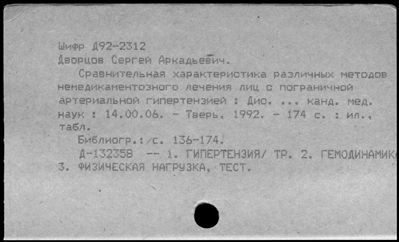 Шифр Д92-2312
Дворцов Сергей Аркадьевич.
Сравнительная характеристика различных методов
немедикаментозного лечения лиц с пограничной
артериальной гипертензией : Дис. ... канд. мед.
наук : 14.00.06. - Тверь. 1992. - 174 с. : ил.,
табл.
Библиогр.: с. 136-174.
Д-13235В -- 1. ГИПЕРТЕНЗИЯ/ ТР. 2. ГЕМОДИНАМИК
3. ФИЗИЧЕСКАЯ НАГРУЗКА, ТЕСТ.